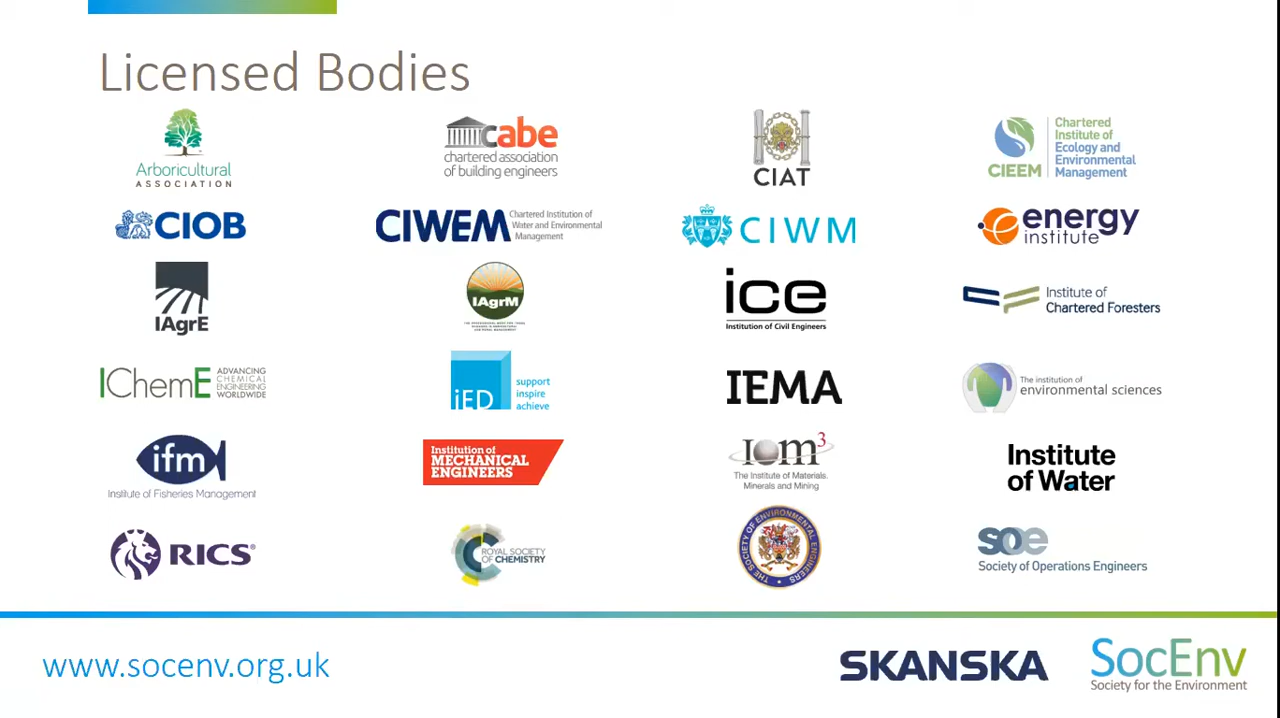 Licensed Bodies
Arboricultural
ASSOCIATION
cabe
chartered association
of building engineers
CIAT
CIEEM
Chartered
Institute of
Ecology and
Environmental
Management
CIOB
CIWEM
Chartered Institution of
Water and Environmental
Management
CIWM
energy
institute
IAgrE
IAgrM
ice
Institution of Civil Engineers
Institute of
Chartered Foresters
IChemE
ADVANCING
CHEMICAL
ENGINEERING
WORLDWIDE
iED
support
inspire
achieve
IEMA
The institution of
environmental sciences
ifm
Institute of Fisheries Management
Institution of
MECHANICAL
ENGINEERS
IOM3
The Institute of Materials,
Minerals and Mining
Institute
of Water
RICS®
ROYAL SOCIETY
OF CHEMISTRY
THE SOCIETY OF ENVIRONMENTAL ENGINEERS
soe
Society of Operations Engineers
www.socenv.org.uk
SKANSKA
SocEnv
Society for the Environment